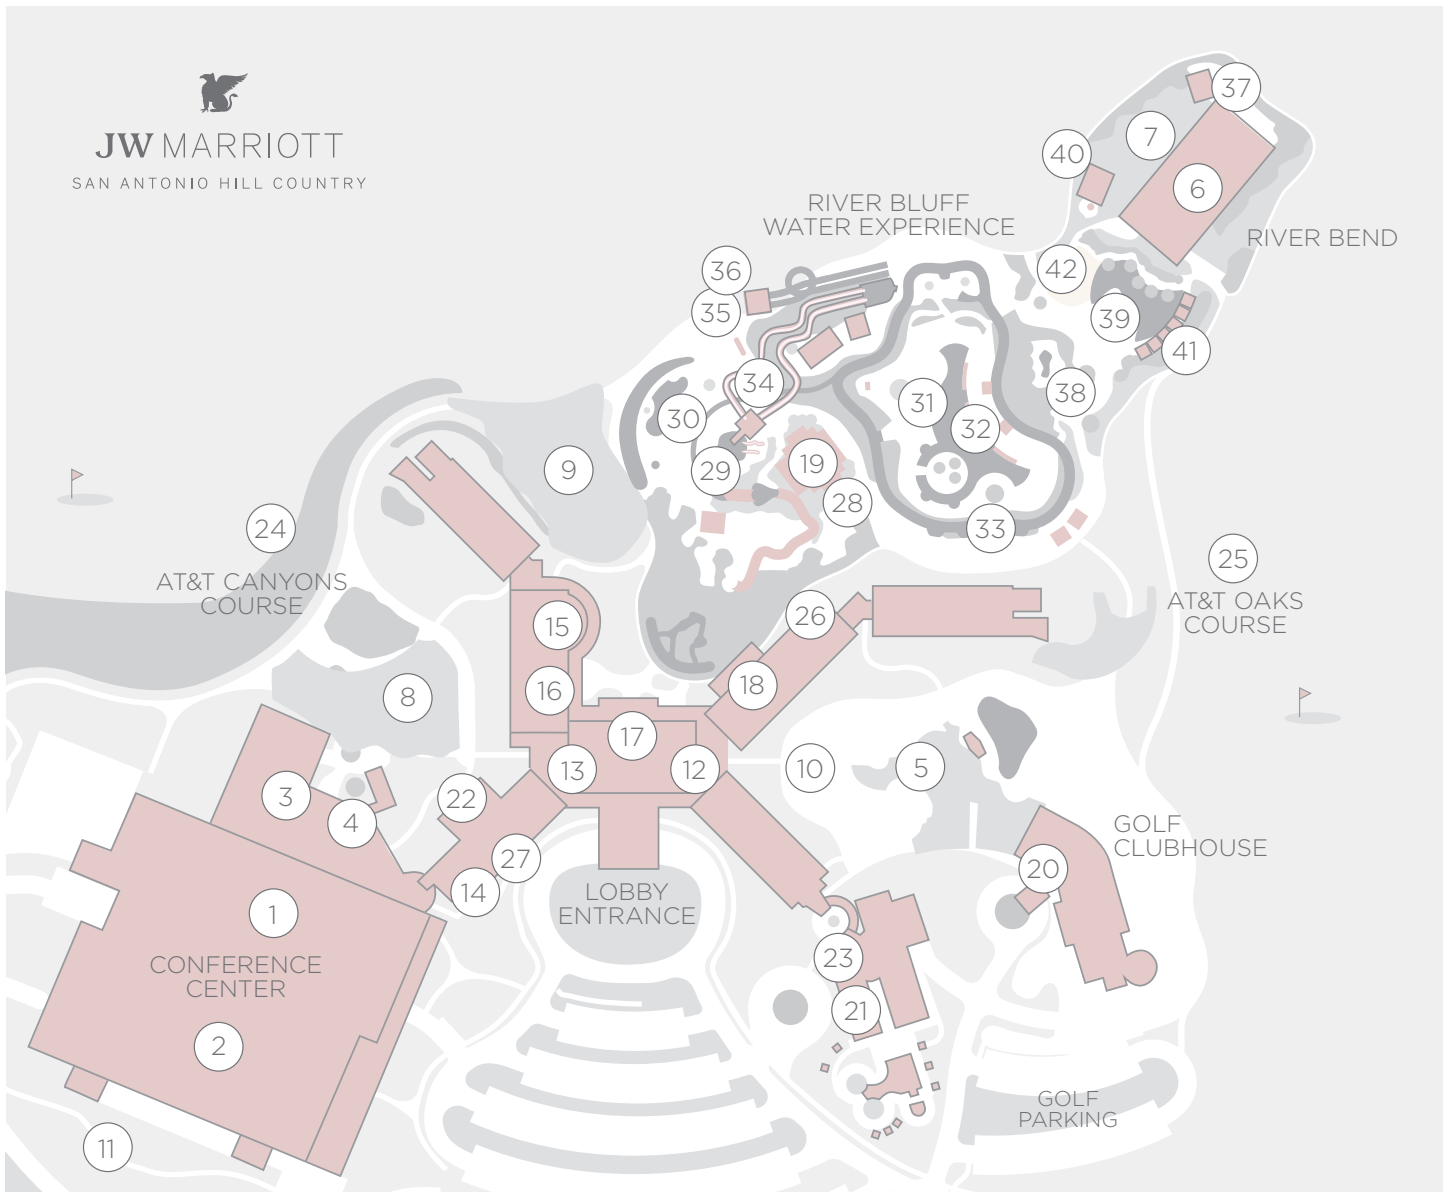 JW MARRIOTT
SAN ANTONIO HILL COUNTRY
37
7
40
6
RIVER BLUFF
WATER EXPERIENCE
RIVER BEND
36
42
35
39
41
34
38
30
31
32
19
9
29
28
24
33
25
AT&T CANYONS
COURSE
AT&T OAKS
COURSE
26
15
18
16
8
17
13
12
10
5
3
22
4
GOLF
CLUBHOUSE
27
20
14
LOBBY
ENTRANCE
1
23
CONFERENCE
CENTER
21
2
GOLF
PARKING
11